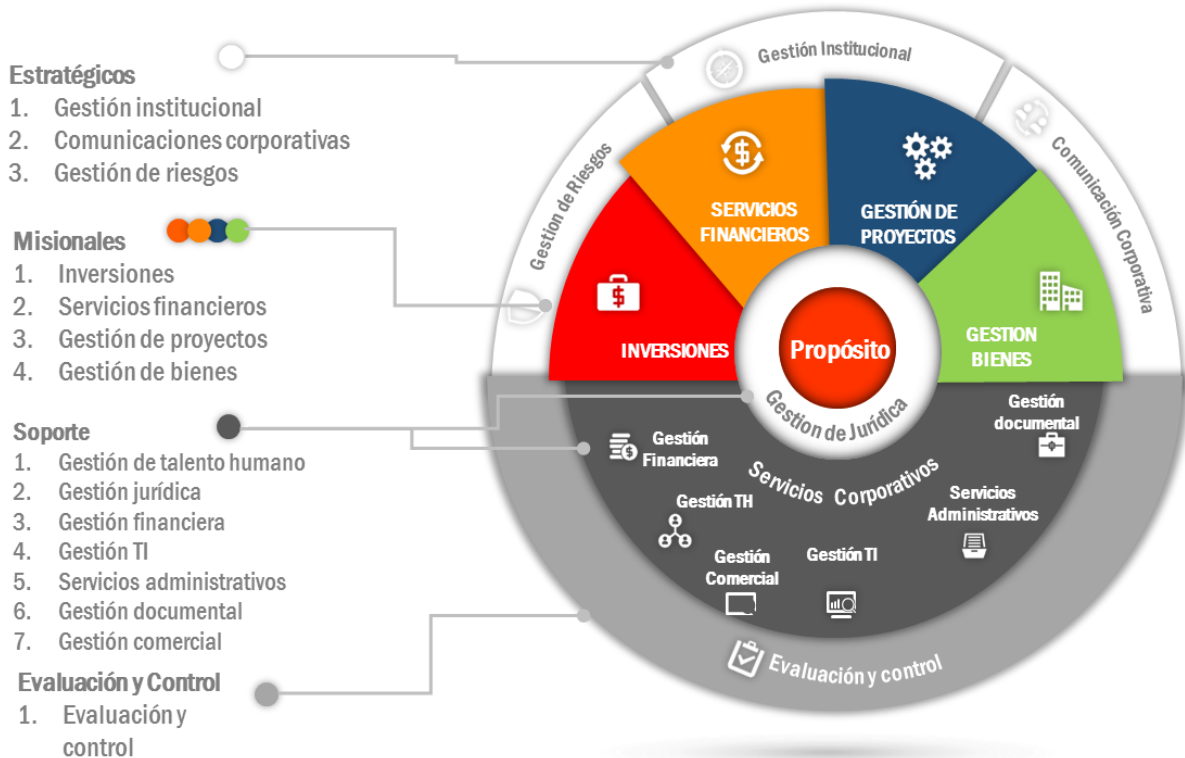 Estratégicos
1. Gestión institucional
2. Comunicaciones corporativas
3. Gestión de riesgos
Misionales
1. Inversiones
2. Servicios financieros
3. Gestión de proyectos
4. Gestión de bienes
Soporte
1. Gestión de talento humano
2. Gestión jurídica
3. Gestión financiera
4. Gestión TI
5. Servicios administrativos
6. Gestión documental
7. Gestión comercial
Evaluación y Control
1. Evaluación y
control
Gestión Institucional
Gestion de Riesgos
Comunicación Corporativa
SERVICIOS
FINANCIEROS
GESTIÓN DE
PROYECTOS
INVERSIONES
GESTION
BIENES
Propósito
Gestion de Jurídica
Servicios Corporativos
Gestión
Financiera
Gestión TH
Gestión
Comercial
Gestión TI
Servicios
Administrativos
Gestión
documental
Evaluación y control